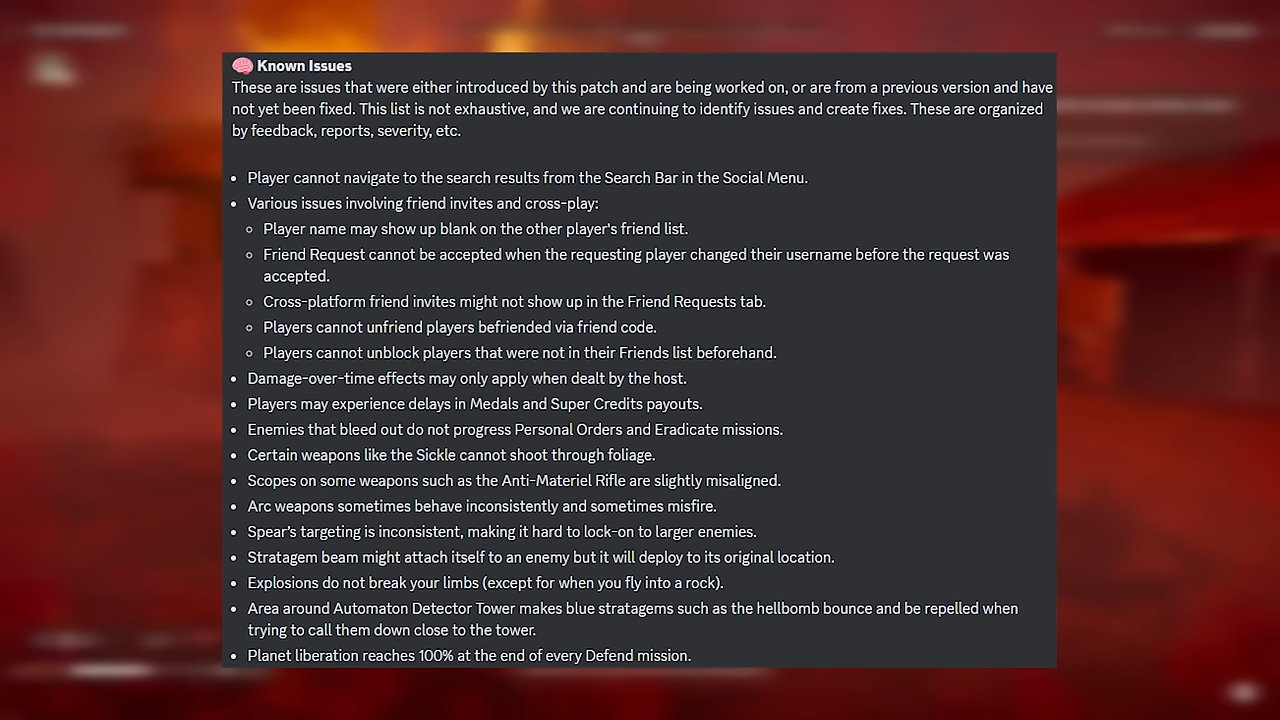 🧠 Known Issues
These are issues that were either introduced by this patch and are being worked on, or are from a previous version and have
not yet been fixed. This list is not exhaustive, and we are continuing to identify issues and create fixes. These are organized
by feedback, reports, severity, etc.
• Player cannot navigate to the search results from the Search Bar in the Social Menu.
• Various issues involving friend invites and cross-play:
◦ Player name may show up blank on the other player's friend list.
◦ Friend Request cannot be accepted when the requesting player changed their username before the request was
accepted.
◦ Cross-platform friend invites might not show up in the Friend Requests tab.
◦ Players cannot unfriend players befriended via friend code.
◦ Players cannot unblock players that were not in their Friends list beforehand.
• Damage-over-time effects may only apply when dealt by the host.
• Players may experience delays in Medals and Super Credits payouts.
• Enemies that bleed out do not progress Personal Orders and Eradicate missions.
• Certain weapons like the Sickle cannot shoot through foliage.
• Scopes on some weapons such as the Anti-Materiel Rifle are slightly misaligned.
• Arc weapons sometimes behave inconsistently and sometimes misfire.
• Spear's targeting is inconsistent, making it hard to lock-on to larger enemies.
• Stratagem beam might attach itself to an enemy but it will deploy to its original location.
• Explosions do not break your limbs (except for when you fly into a rock).
• Area around Automaton Detector Tower makes blue stratagems such as the hellbomb bounce and be repelled when
trying to call them down close to the tower.
• Planet liberation reaches 100% at the end of every Defend mission.